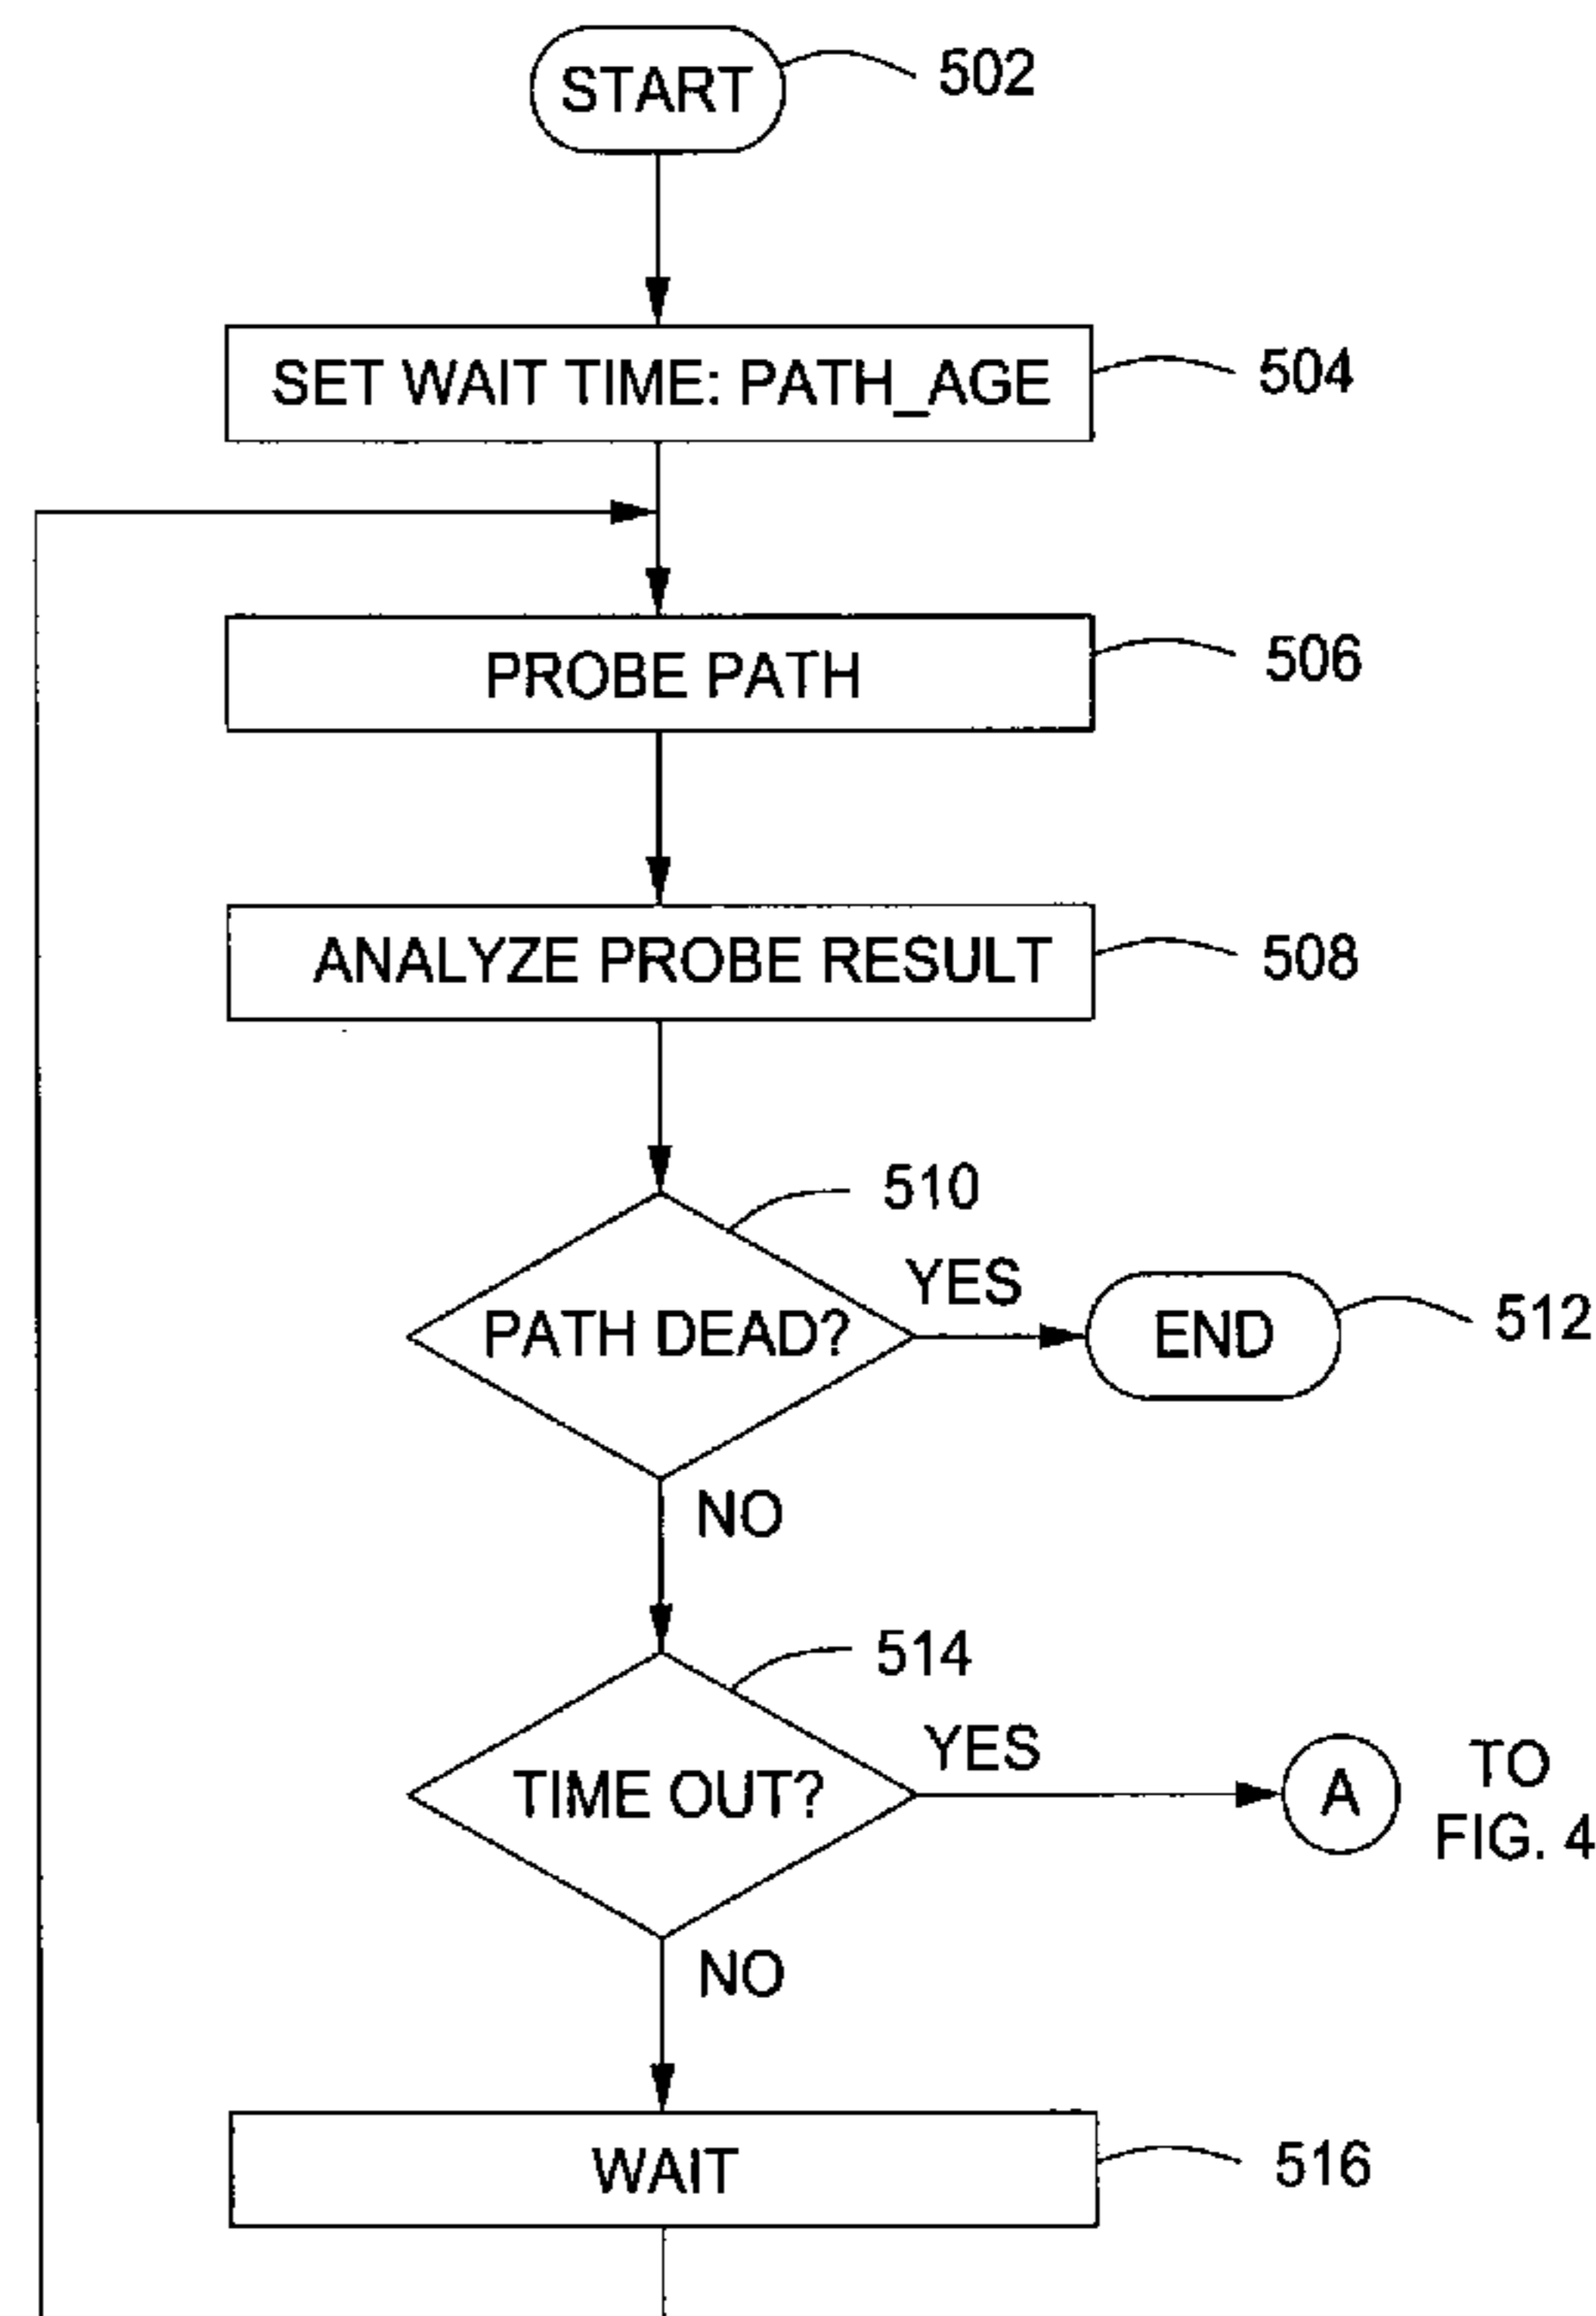 START
502
SET WAIT TIME: PATH_AGE
504
PROBE PATH
506
ANALYZE PROBE RESULT
508
510
PATH DEAD?
YES
END
512
NO
514
TIME OUT?
YES
A
TO
FIG. 4
NO
WAIT
516